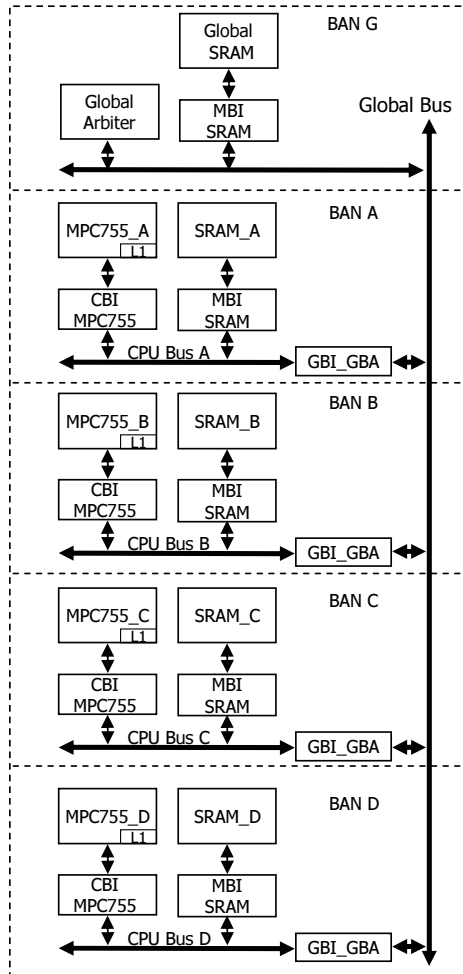 BAN G
Global
SRAM
Global
Arbiter
MBI
SRAM
Global Bus
BAN A
MPC755_A
L1
SRAM_A
CBI
MPC755
MBI
SRAM
CPU Bus A
GBI_GBA
BAN B
MPC755_B
L1
SRAM_B
CBI
MPC755
MBI
SRAM
CPU Bus B
GBI_GBA
BAN C
MPC755_C
L1
SRAM_C
CBI
MPC755
MBI
SRAM
CPU Bus C
GBI_GBA
BAN D
MPC755_D
L1
SRAM_D
CBI
MPC755
MBI
SRAM
CPU Bus D
GBI_GBA